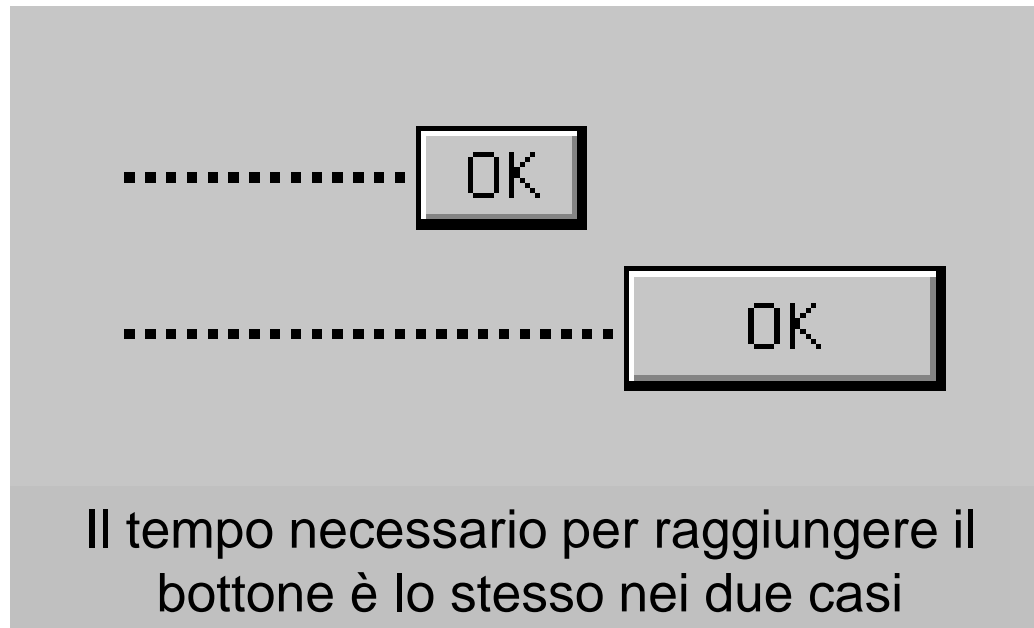 OK
OK
Il tempo necessario per raggiungere il
bottone è lo stesso nei due casi